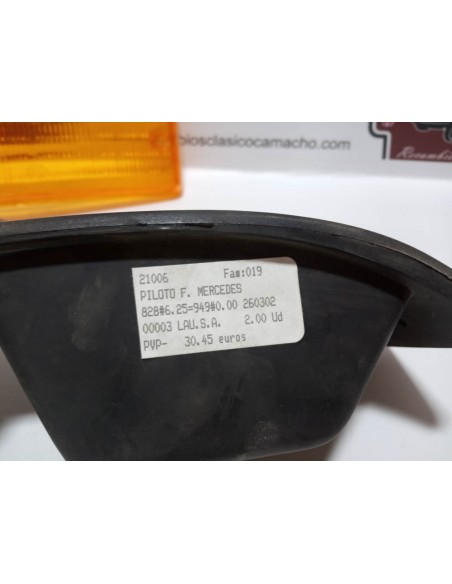 biosclasicocamacho.com
Recambi
21006 Fam:019
PILOTO F. MERCEDES
828#6.25=949#0.00 260302
00003 LAU.S.A. 2.00 Ud
PVP- 30.45 euros